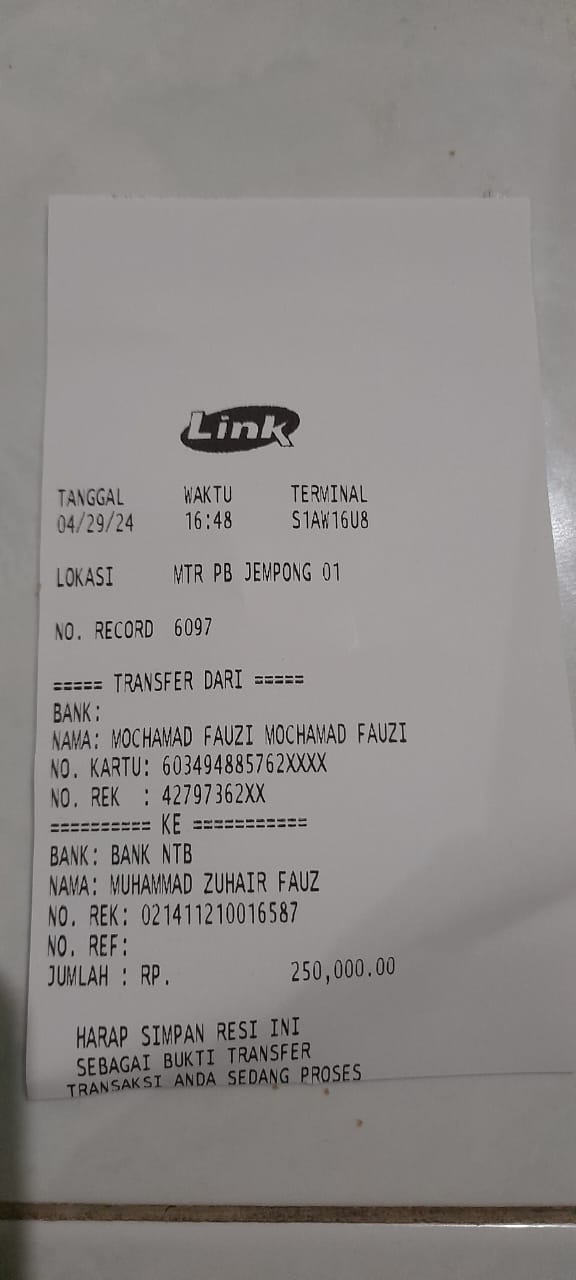 Link
TANGGAL WAKTU TERMINAL
04/29/24 16:48 S1AW16U8
LOKASI MTR PB JEMPONG 01
NO. RECORD 6097
===== TRANSFER DARI =====
BANK:
NAMA: MOCHAMAD FAUZI MOCHAMAD FAUZI
NO. KARTU: 603494885762XXXX
NO. REK : 42797362XX
========== KE ===========
BANK: BANK NTB
NAMA: MUHAMMAD ZUHAIR FAUZ
NO. REK: 021411210016587
NO. REF:
JUMLAH : RP. 250,000.00
HARAP SIMPAN RESI INI
SEBAGAI BUKTI TRANSFER
TRANSAKSI ANDA SEDANG PROSES